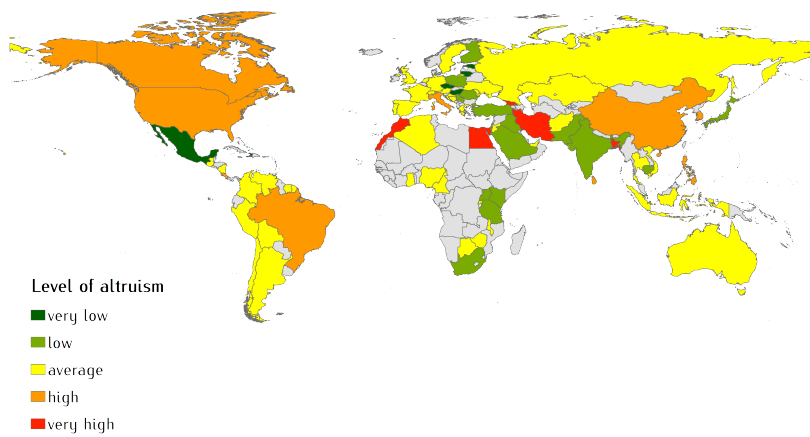 Level of altruism
very low
low
average
high
very high